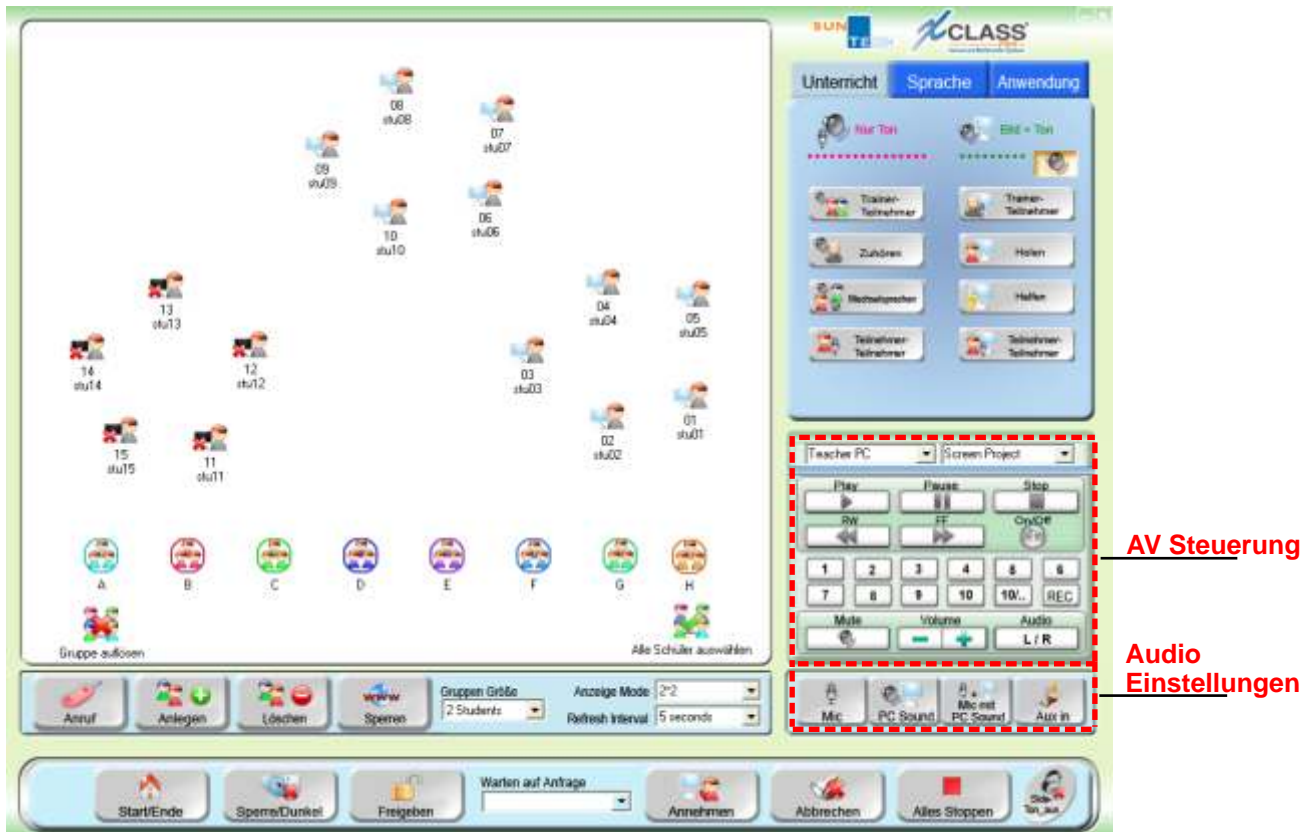 SUN
TE
xCLASS
Unterricht Sprache Anwendung
Nur Ton
Bild + Ton
Trainer-
Teilnehmer
Trainer-
Teilnehmer
Zuhören
Holen
Wechselsprechen
Helfen
Teilnehmer-
Teilnehmer
Teilnehmer-
Teilnehmer
08
stu08
07
stu07
09
stu09
06
stu06
10
stu10
13
stu13
04
stu04
05
stu05
14
stu14
12
stu12
03
stu03
01
stu01
02
stu02
15
stu15
11
stu11
A B C D E F G H
Gruppe auflösen
Alle Schüler auswählen
Teacher PC
Screen Project
Play Pause Stop
RW FF On/Off
1 2 3 4 5 6
7 8 9 10 10/.. REC
Mute Volume Audio
L / R
AV Steuerung
Audio
Einstellungen
Mic
PC Sound
Mic mit
PC Sound
Aux in
Anruf
Anlegen
Löschen
www
Sperren
Gruppen Größe
2 Students
Anzeige Mode 2*2
Refresh Interval 5 seconds
Start/Ende
Sperre/Dunkel
Freigeben
Warten auf Anfrage
Annehmen
Abbrechen
Alles Stoppen
Side
Ton_aus